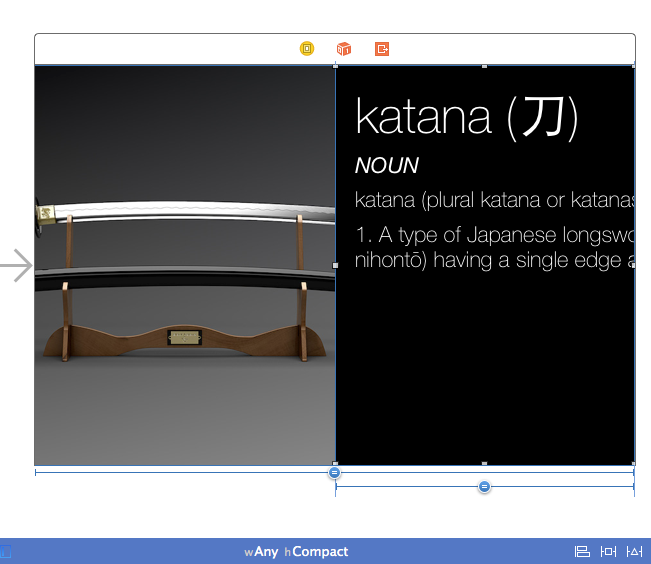 katana (刀)
NOUN
katana (plural katana or katanas
1. A type of Japanese longswo
nihontō) having a single edge a
wAny hCompact